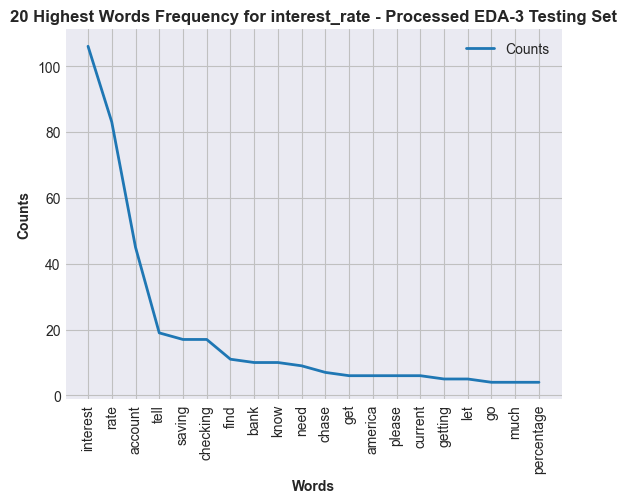 20 Highest Words Frequency for interest_rate - Processed EDA-3 Testing Set
Counts
100
80
60
40
20
0
Counts
interest
rate
account
tell
saving
checking
find
bank
know
need
chase
get
america
please
current
getting
let
go
much
percentage
Words